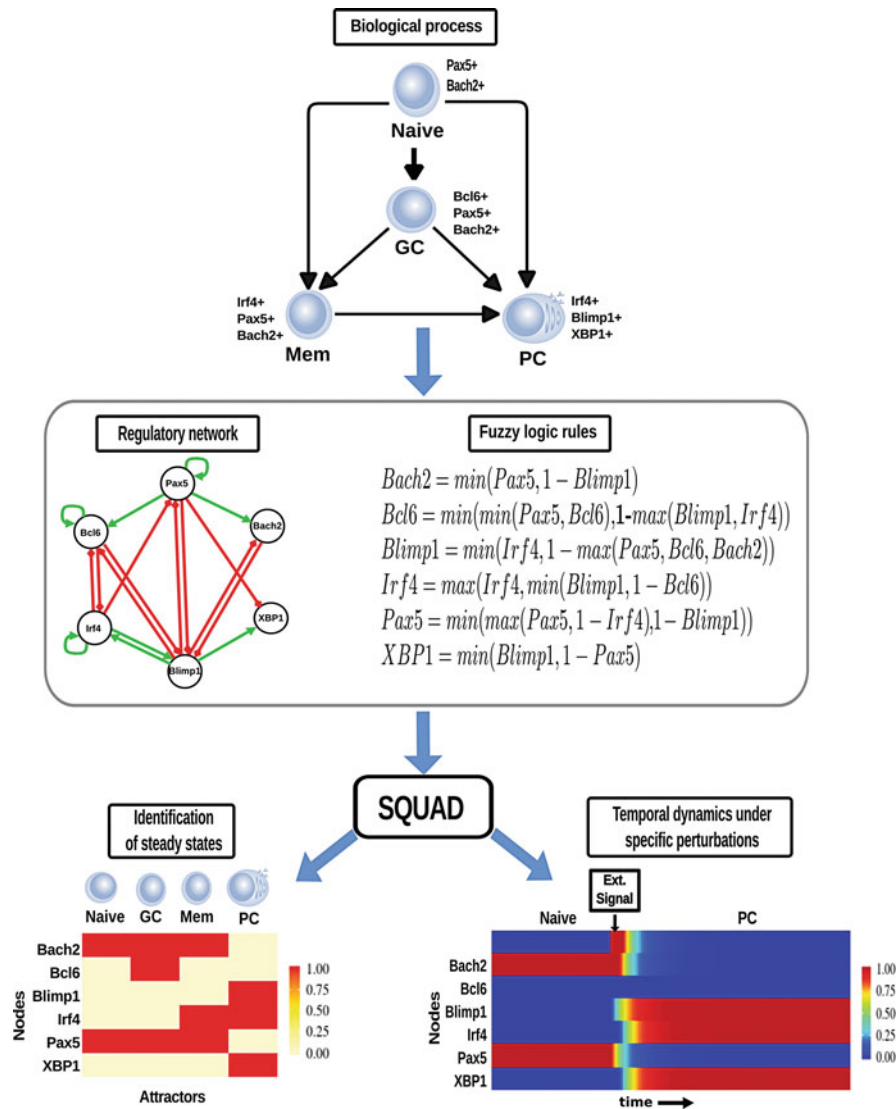 Biological process
Pax5+
Bach2+
Naive
Bcl6+
Pax5+
Bach2+
GC
Irf4+
Pax5+
Bach2+
Mem
Irf4+
Blimp1+
XBP1+
PC
Regulatory network
Pax5
Bcl6
Bach2
Irf4
XBP1
Blimp1
Fuzzy logic rules
Bach2 = min(Pax5, 1 − Blimp1)
Bcl6 = min(min(Pax5, Bcl6),1-max(Blimp1, Irf4))
Blimp1 = min(Irf4, 1 − max(Pax5, Bcl6, Bach2))
Irf4 = max(Irf4, min(Blimp1, 1 − Bcl6))
Pax5 = min(max(Pax5, 1 − Irf4),1 − Blimp1))
XBP1 = min(Blimp1, 1 − Pax5)
SQUAD
Identification
of steady states
Naive GC Mem PC
Nodes
Bach2
Bcl6
Blimp1
Irf4
Pax5
XBP1
Attractors
1.00
0.75
0.50
0.25
0.00
Temporal dynamics under
specific perturbations
Ext.
Signal
Naive PC
Nodes
Bach2
Bcl6
Blimp1
Irf4
Pax5
XBP1
time
1.00
0.75
0.50
0.25
0.00